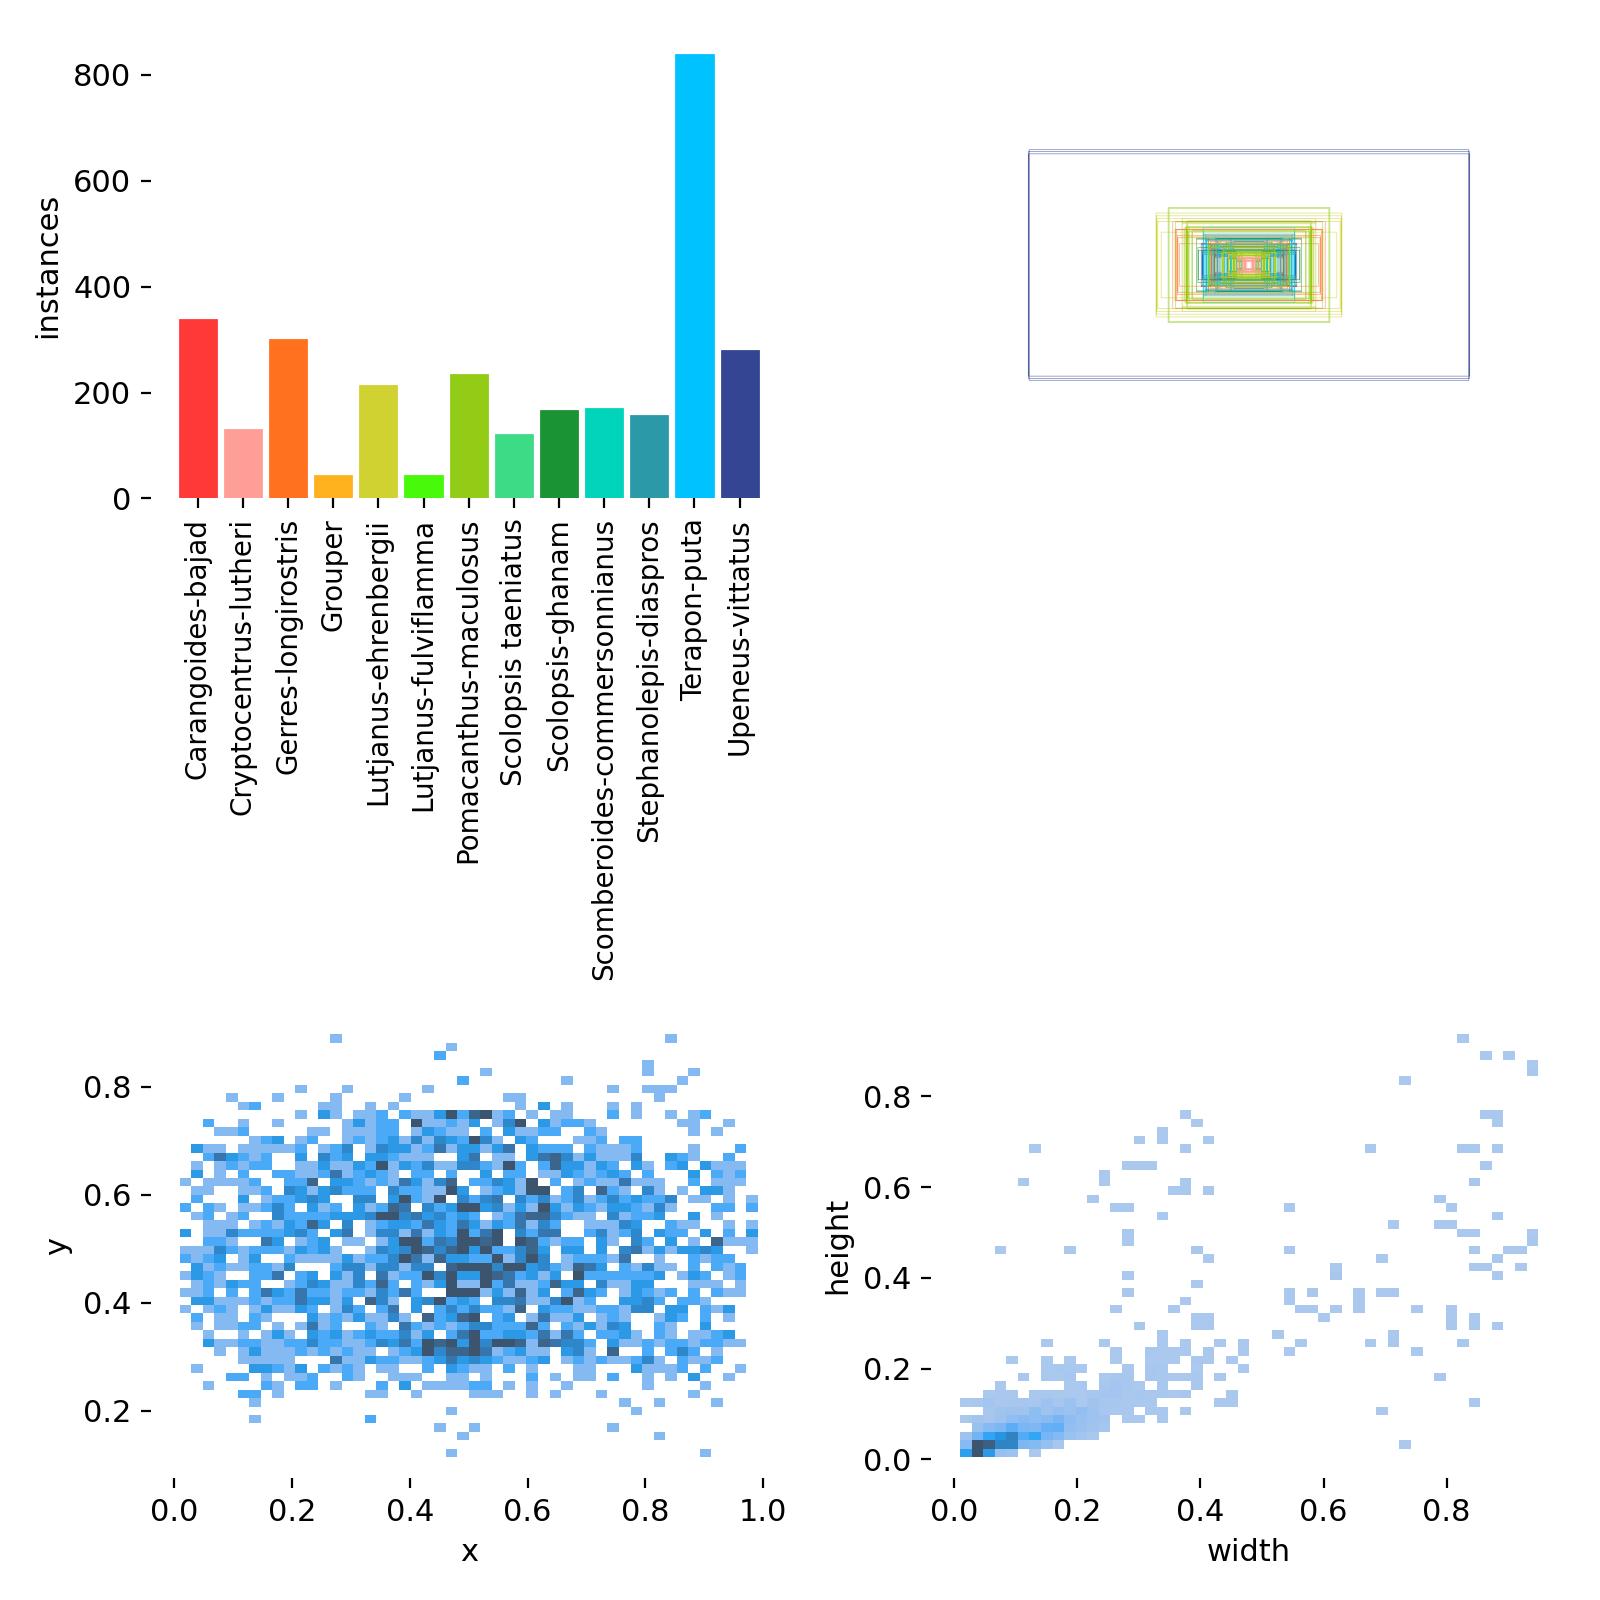 800
600
400
200
0
instances
Carangoides-bajad
Cryptocentrus-lutheri
Gerres-longirostris
Grouper
Lutjanus-ehrenbergii
Lutjanus-fulviflamma
Pomacanthus-maculosus
Scolopsis taeniatus
Scolopsis-ghanam
Scomberoides-commersonnianus
Stephanolepis-diaspros
Terapon-puta
Upeneus-vittatus
0.8
0.6
0.4
0.2
y
0.0 0.2 0.4 0.6 0.8 1.0
x
0.8
0.6
0.4
0.2
0.0
height
0.0 0.2 0.4 0.6 0.8
width